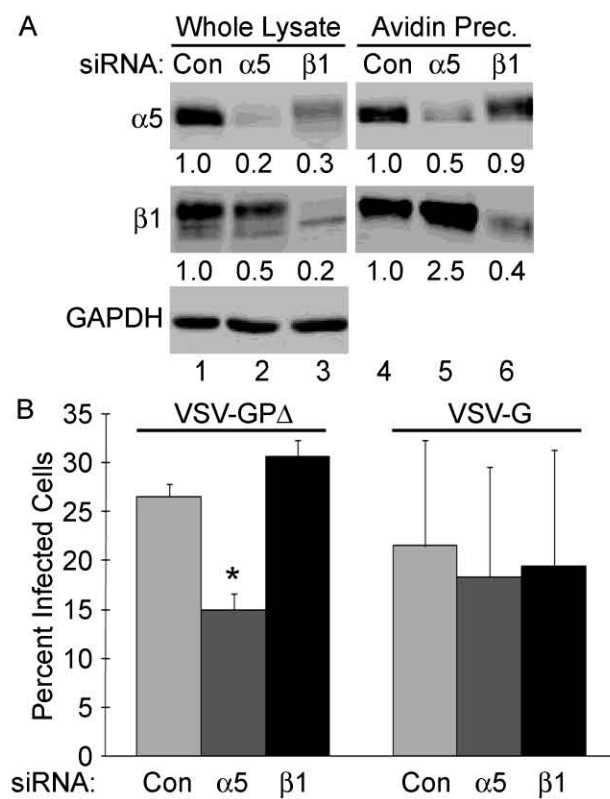 A
Whole Lysate Avidin Prec.
siRNA: Con α5 β1 Con α5 β1
α5
1.0 0.2 0.3 1.0 0.5 0.9
β1
1.0 0.5 0.2 1.0 2.5 0.4
GAPDH
1 2 3 4 5 6
B
VSV-GPΔ VSV-G
35
30
25
20
15
10
5
0
Percent Infected Cells
*
siRNA: Con α5 β1 Con α5 β1